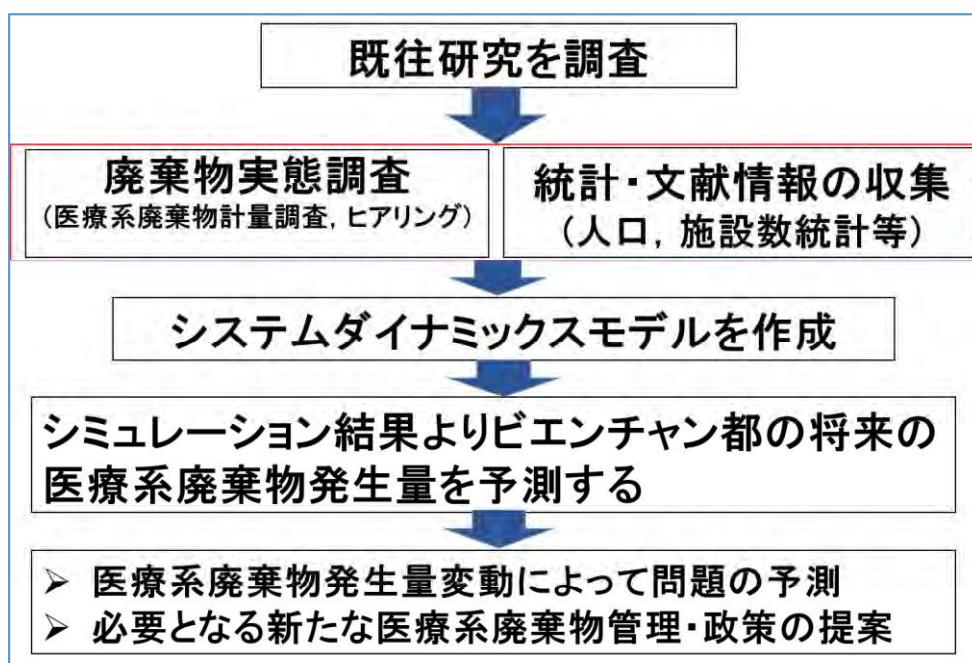 既往研究を調査
廃棄物実態調査
(医療系廃棄物計量調査, ヒアリング)
統計・文献情報の収集
(人口, 施設数統計等)
システムダイナミックスモデルを作成
シミュレーション結果よりビエンチャン都の将来の
医療系廃棄物発生量を予測する
➢ 医療系廃棄物発生量変動によって問題の予測
➢ 必要となる新たな医療系廃棄物管理・政策の提案